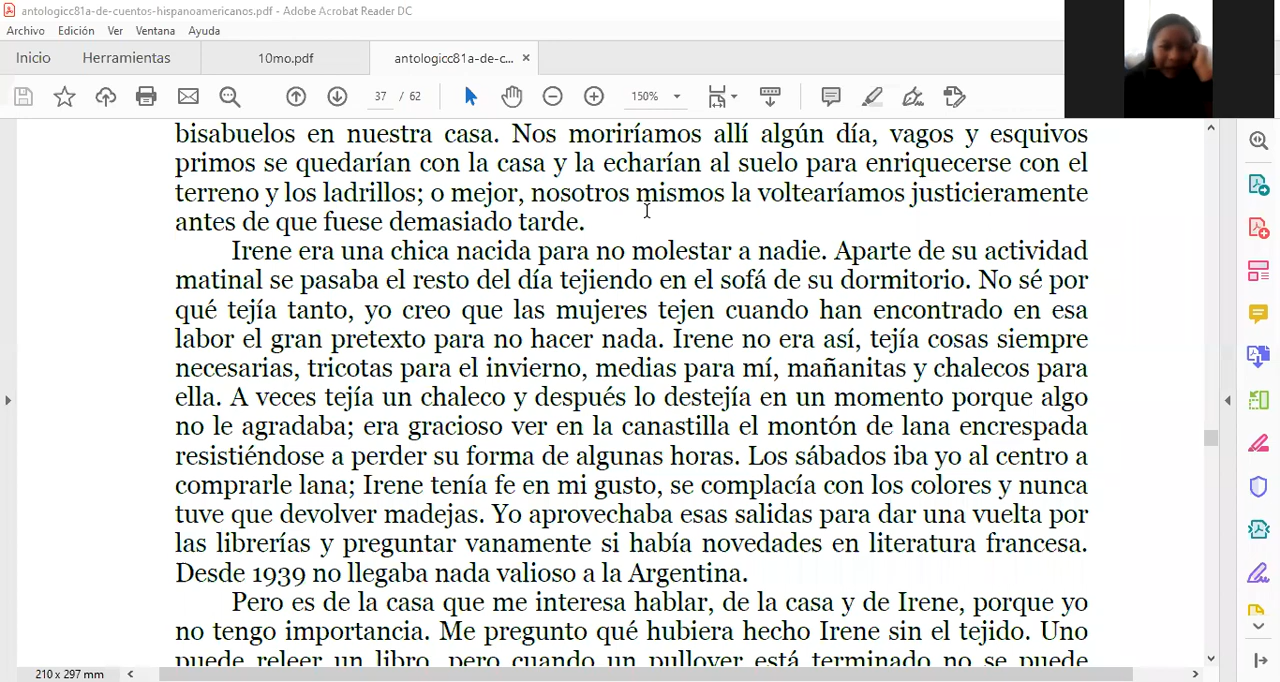 antologicc81a-de-cuentos-hispanoamericanos.pdf - Adobe Acrobat Reader DC
Archivo Edición Ver Ventana Ayuda
Inicio Herramientas 10mo.pdf antologicc81a-de-c... ×
37 / 62 150%
bisabuelos en nuestra casa. Nos moriríamos allí algún día, vagos y esquivos
primos se quedarían con la casa y la echarían al suelo para enriquecerse con el
terreno y los ladrillos; o mejor, nosotros mismos la voltearíamos justicieramente
antes de que fuese demasiado tarde.
Irene era una chica nacida para no molestar a nadie. Aparte de su actividad
matinal se pasaba el resto del día tejiendo en el sofá de su dormitorio. No sé por
qué tejía tanto, yo creo que las mujeres tejen cuando han encontrado en esa
labor el gran pretexto para no hacer nada. Irene no era así, tejía cosas siempre
necesarias, tricotas para el invierno, medias para mí, mañanitas y chalecos para
ella. A veces tejía un chaleco y después lo destejía en un momento porque algo
no le agradaba; era gracioso ver en la canastilla el montón de lana encrespada
resistiéndose a perder su forma de algunas horas. Los sábados iba yo al centro a
comprarle lana; Irene tenía fe en mi gusto, se complacía con los colores y nunca
tuve que devolver madejas. Yo aprovechaba esas salidas para dar una vuelta por
las librerías y preguntar vanamente si había novedades en literatura francesa.
Desde 1939 no llegaba nada valioso a la Argentina.
Pero es de la casa que me interesa hablar, de la casa y de Irene, porque yo
no tengo importancia. Me pregunto qué hubiera hecho Irene sin el tejido. Uno
puede releer un libro, pero cuando un pullover está terminado no se puede
210 x 297 mm